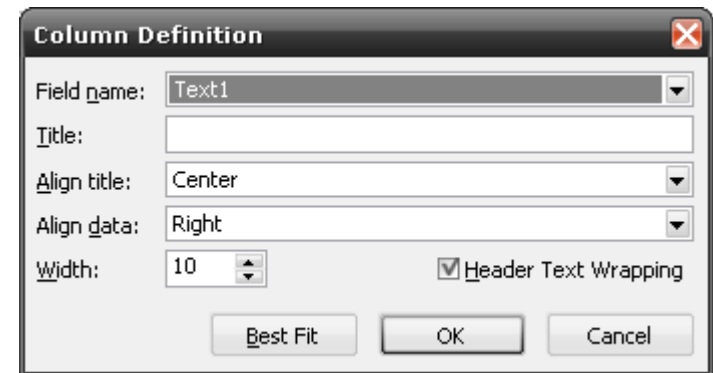 Column Definition
Field name: Text1
Title:
Align title: Center
Align data: Right
Width: 10 Header Text Wrapping
Best Fit OK Cancel